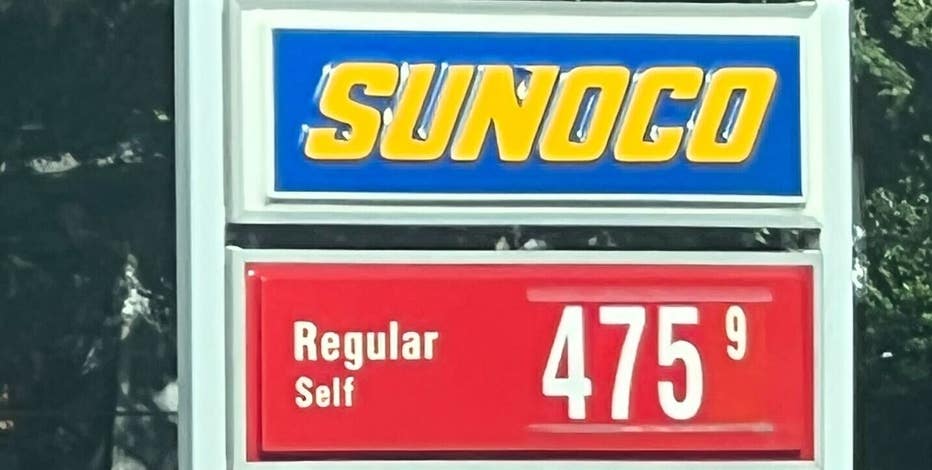 SUNOCO
Regular
Self
475 9